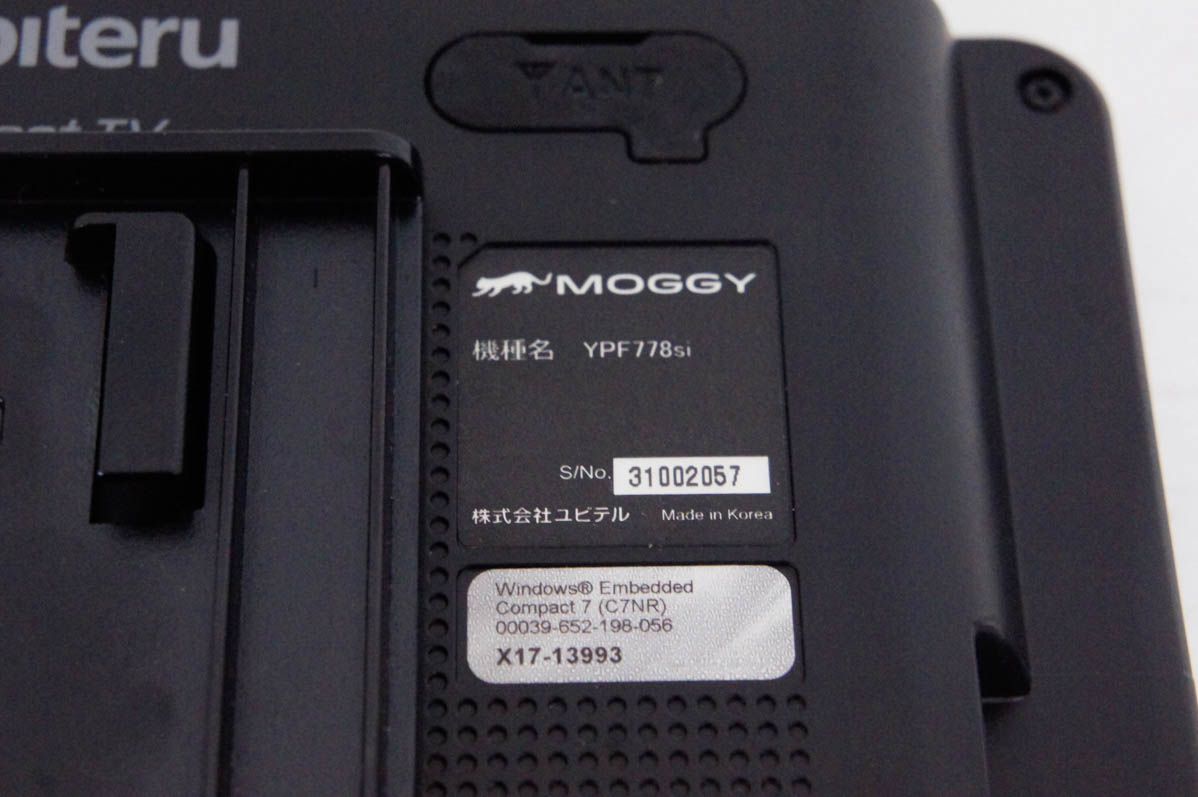 piteru
TV
ANT
MOGGY
機種名 YPF778si
S/No. 31002057
株式会社ユピテル Made in Korea
Windows® Embedded
Compact 7 (C7NR)
00039-652-198-056
X17-13993